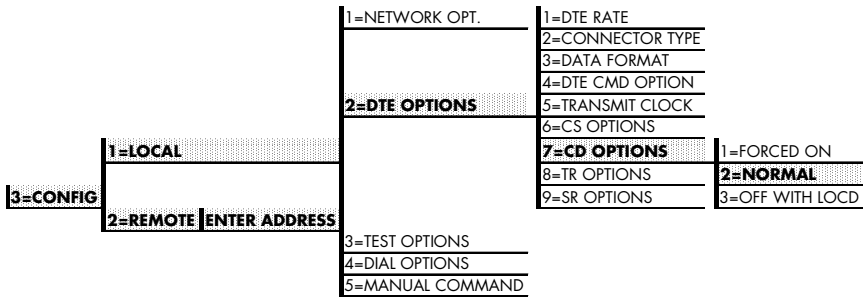 3=CONFIG
1=LOCAL
2=REMOTE ENTER ADDRESS
1=NETWORK OPT.
2=DTE OPTIONS
3=TEST OPTIONS
4=DIAL OPTIONS
5=MANUAL COMMAND
1=DTE RATE
2=CONNECTOR TYPE
3=DATA FORMAT
4=DTE CMD OPTION
5=TRANSMIT CLOCK
6=CS OPTIONS
7=CD OPTIONS
8=TR OPTIONS
9=SR OPTIONS
1=FORCED ON
2=NORMAL
3=OFF WITH LOCD